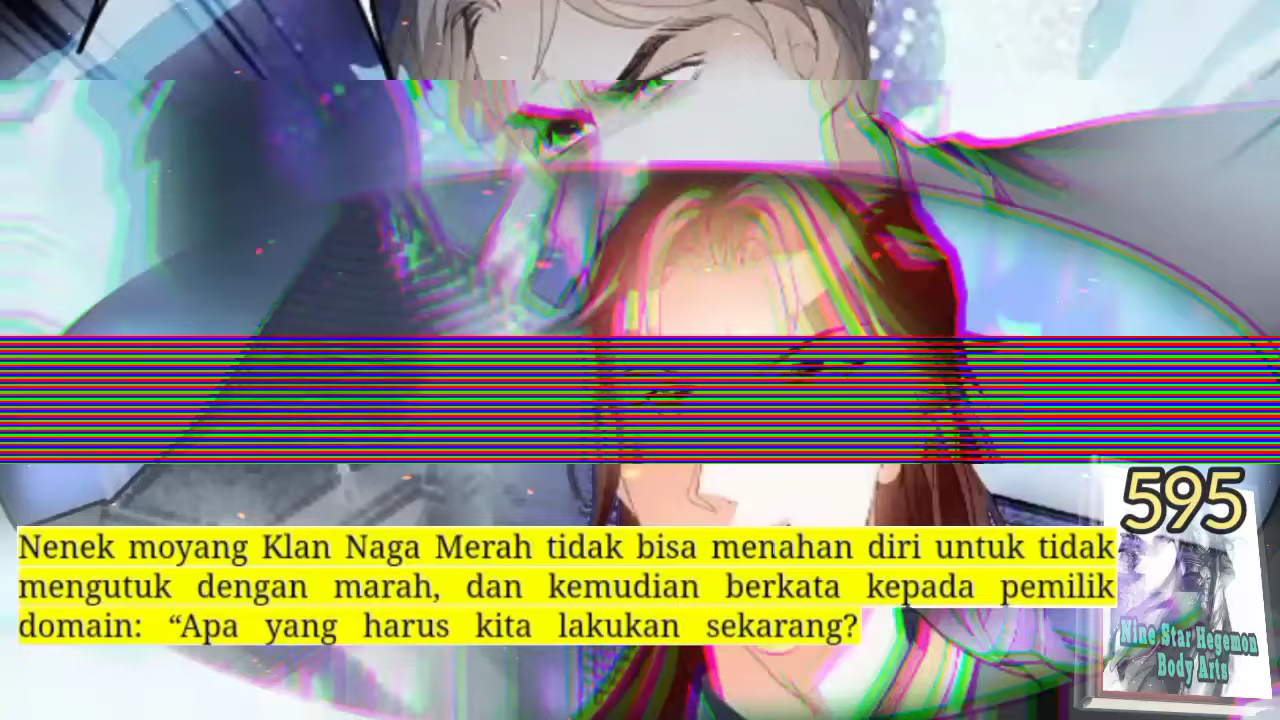 595
Nenek moyang Klan Naga Merah tidak bisa menahan diri untuk tidak
mengutuk dengan marah, dan kemudian berkata kepada pemilik
domain: “Apa yang harus kita lakukan sekarang?
Nine Star Hegemon
Body Arts